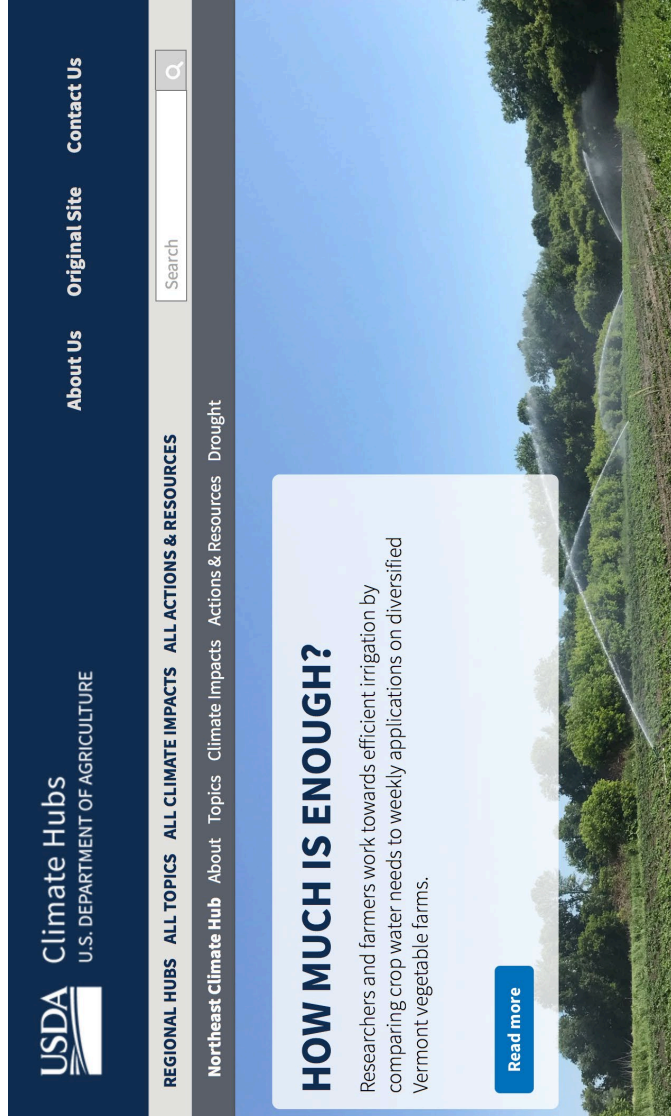 USDA Climate Hubs
U.S. DEPARTMENT OF AGRICULTURE
About Us Original Site Contact Us
REGIONAL HUBS ALL TOPICS ALL CLIMATE IMPACTS ALL ACTIONS & RESOURCES
Search
Northeast Climate Hub About Topics Climate Impacts Actions & Resources Drought
HOW MUCH IS ENOUGH?
Researchers and farmers work towards efficient irrigation by
comparing crop water needs to weekly applications on diversified
Vermont vegetable farms.
Read more